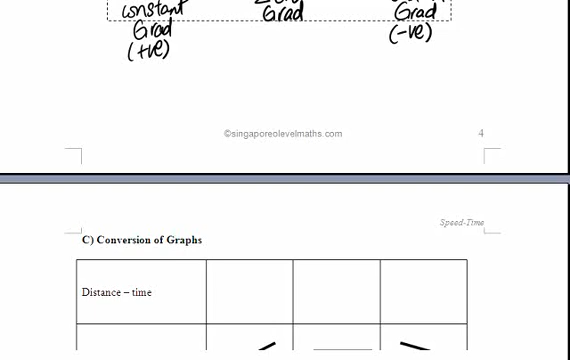 constant
Grad
(+ve)
Grad
Grad
(-ve)
©singaporeolevelmaths.com
4
Speed-Time
C) Conversion of Graphs
Distance – time